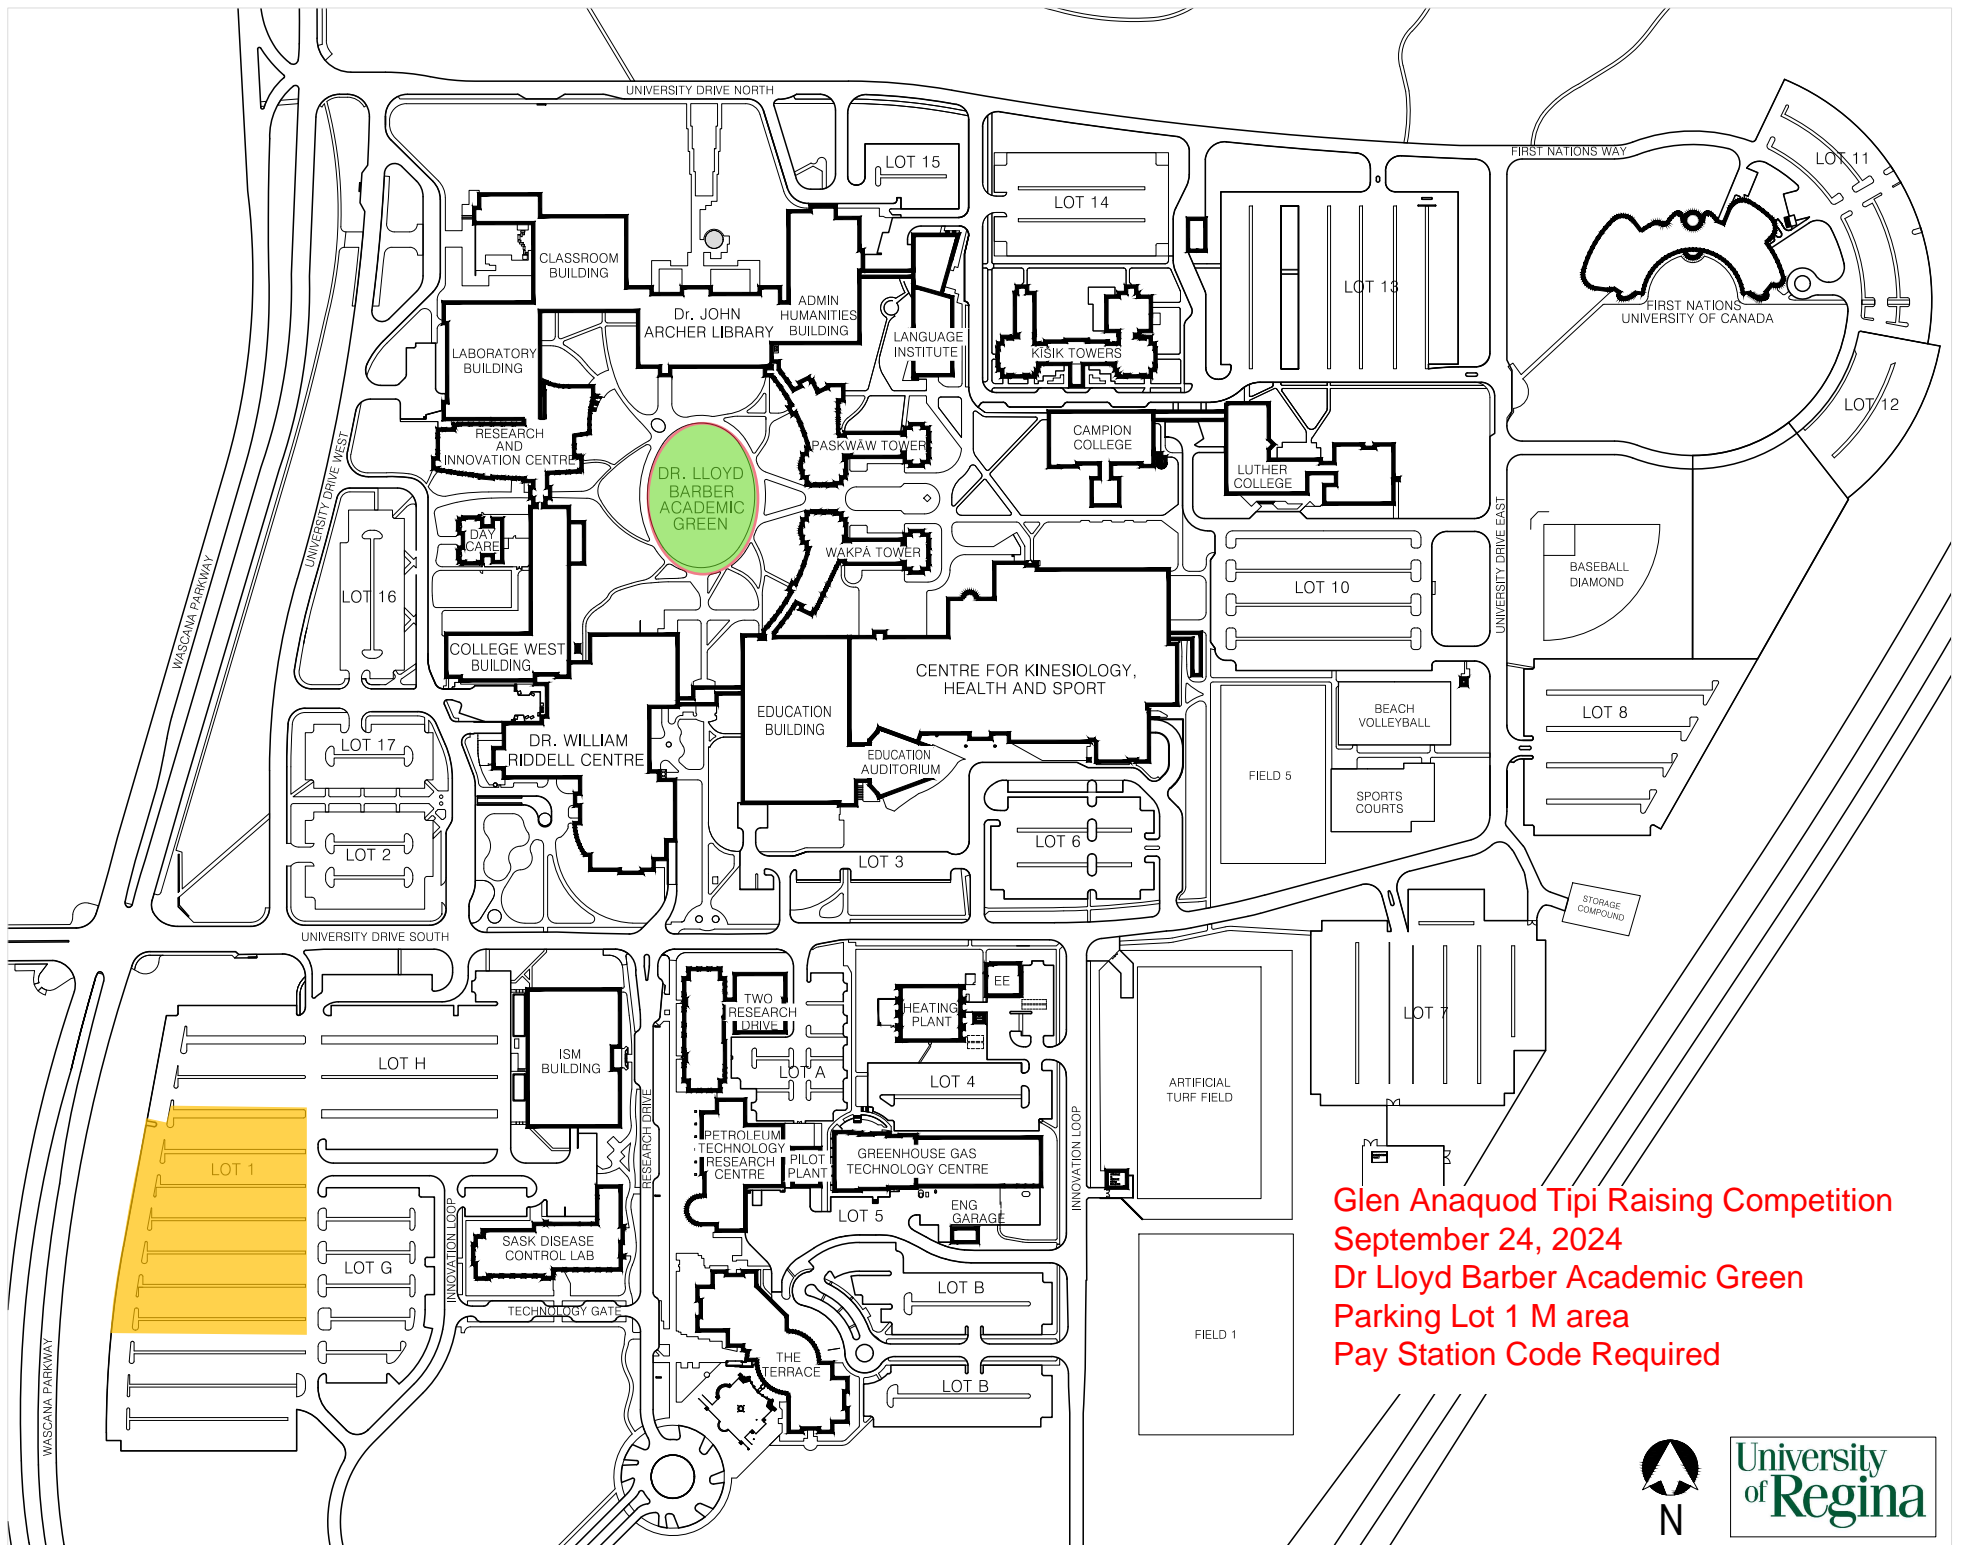 UNIVERSITY DRIVE NORTH
FIRST NATIONS WAY
LOT 11
LOT 15
LOT 14
CLASSROOM
BUILDING
LOT 13
ADMIN
HUMANITIES
BUILDING
Dr. JOHN
ARCHER LIBRARY
FIRST NATIONS
UNIVERSITY OF CANADA
LANGUAGE
INSTITUTE
KĪSIK TOWERS
LABORATORY
BUILDING
LOT 12
RESEARCH
AND
INNOVATION CENTRE
PASKWĀW TOWER
CAMPION
COLLEGE
LUTHER
COLLEGE
DR. LLOYD
BARBER
ACADEMIC
GREEN
UNIVERSITY DRIVE WEST
UNIVERSITY DRIVE EAST
DAY
CARE
WAKPĀ TOWER
BASEBALL
DIAMOND
WASCANA PARKWAY
LOT 16
LOT 10
COLLEGE WEST
BUILDING
CENTRE FOR KINESIOLOGY,
HEALTH AND SPORT
EDUCATION
BUILDING
BEACH
VOLLEYBALL
LOT 8
LOT 17
DR. WILLIAM
RIDDELL CENTRE
EDUCATION
AUDITORIUM
FIELD 5
SPORTS
COURTS
LOT 2
LOT 3
LOT 6
STORAGE
COMPOUND
UNIVERSITY DRIVE SOUTH
TWO
RESEARCH
DRIVE
EE
HEATING
PLANT
LOT 7
LOT H
ISM
BUILDING
LOT A
LOT 4
ARTIFICIAL
TURF FIELD
RESEARCH DRIVE
INNOVATION LOOP
PETROLEUM
TECHNOLOGY
RESEARCH
CENTRE
PILOT
PLANT
GREENHOUSE GAS
TECHNOLOGY CENTRE
LOT 1
LOT 5
ENG
GARAGE
INNOVATION LOOP
SASK DISEASE
CONTROL LAB
LOT G
LOT B
TECHNOLOGY GATE
FIELD 1
THE
TERRACE
LOT B
WASCANA PARKWAY
Glen Anaquod Tipi Raising Competition
September 24, 2024
Dr Lloyd Barber Academic Green
Parking Lot 1 M area
Pay Station Code Required
N
University
of Regina